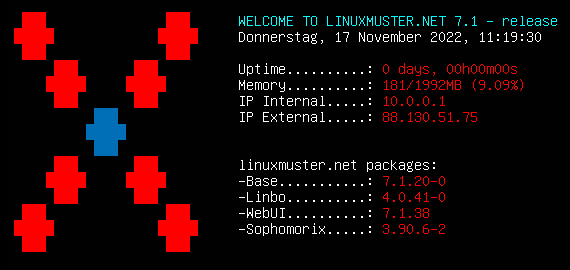 WELCOME TO LINUXMUSTER.NET 7.1 - release
Donnerstag, 17 November 2022, 11:19:30
Uptime..........: 0 days, 00h00m00s
Memory..........: 181/1992MB (9.09%)
IP Internal.....: 10.0.0.1
IP External.....: 88.130.51.75
linuxmuster.net packages:
-Base...........: 7.1.20-0
-Linbo..........: 4.0.41-0
-WebUI..........: 7.1.38
-Sophomorix.....: 3.90.6-2